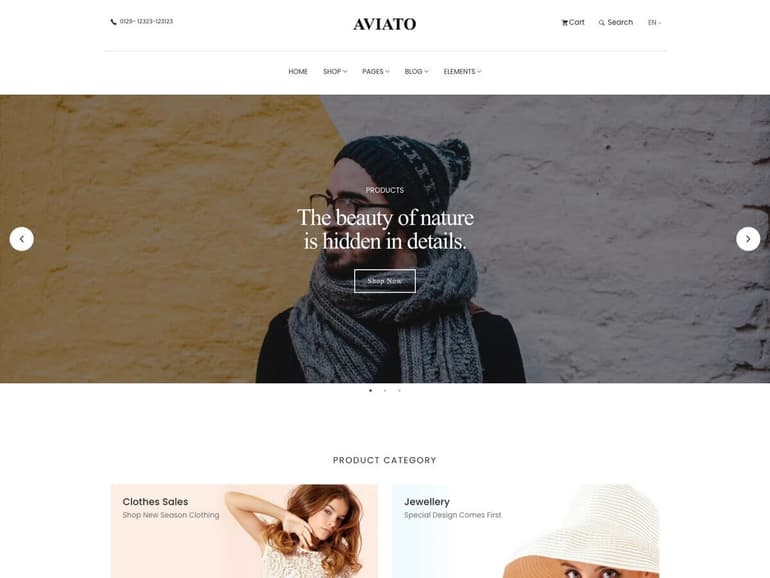 0129- 12323-123123
AVIATO
Cart
Search
EN
HOME
SHOP
PAGES
BLOG
ELEMENTS
PRODUCTS
The beauty of nature
is hidden in details.
Shop Now
PRODUCT CATEGORY
Clothes Sales
Shop New Season Clothing
Jewellery
Special Design Comes First